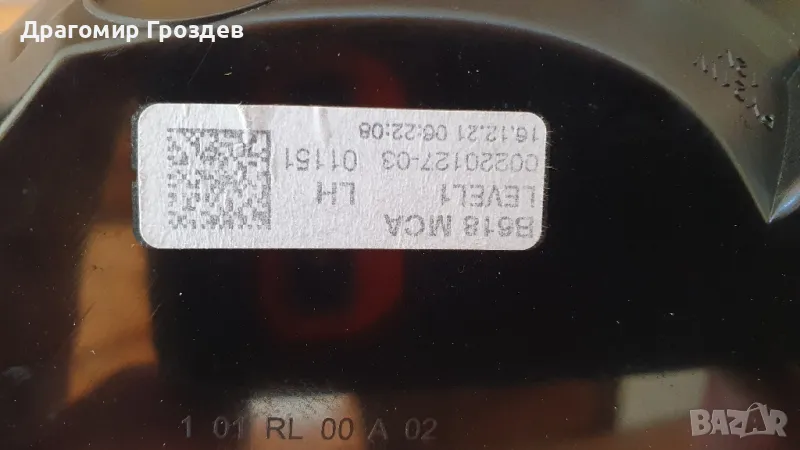 Драгомир Гроздев
B618 MCA
LEVEL1 LH
00220127-03 01151
16.12.21 06:22:08
1 01 RL 00 A 02
BAZAR